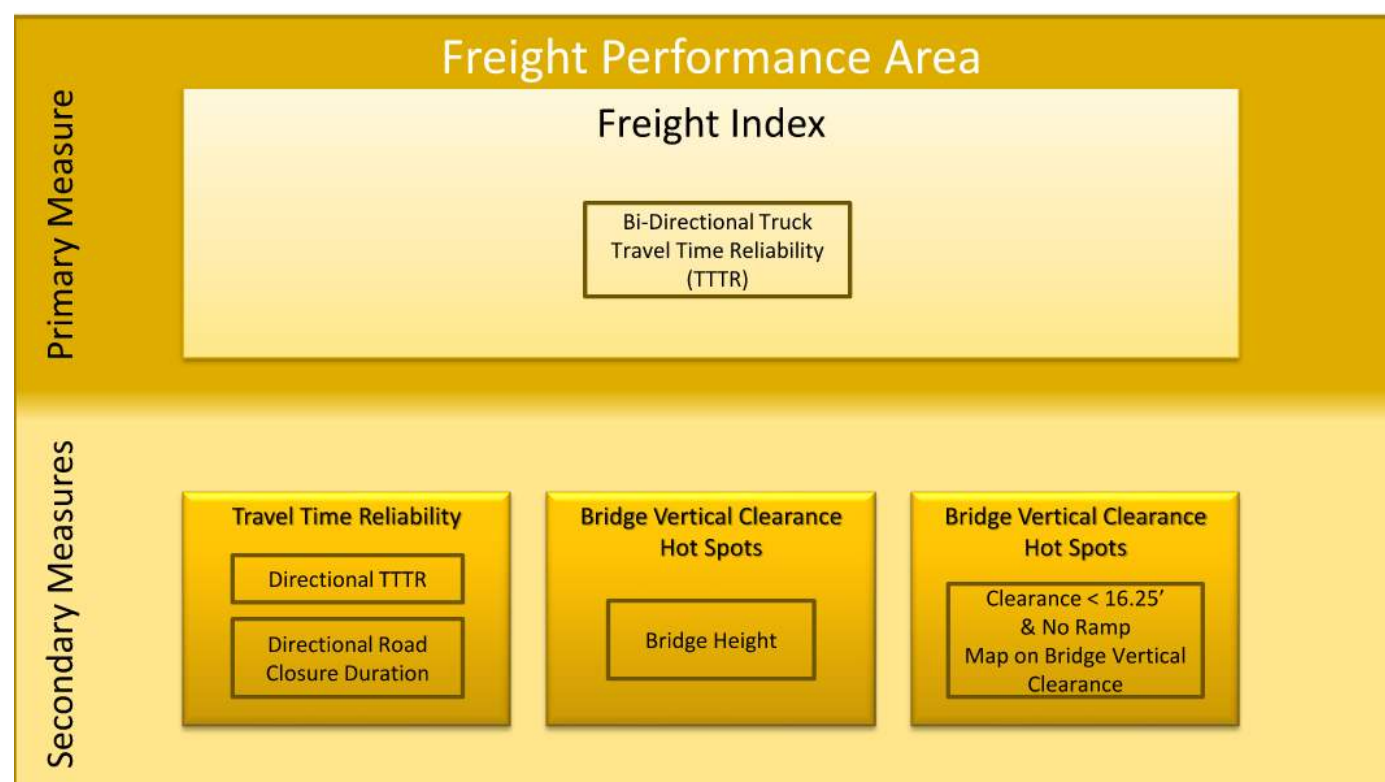 Freight Performance Area
Primary Measure
Freight Index
Bi-Directional Truck
Travel Time Reliability
(TTTR)
Secondary Measures
Travel Time Reliability
Directional TTTR
Directional Road
Closure Duration
Bridge Vertical Clearance
Hot Spots
Bridge Height
Bridge Vertical Clearance
Hot Spots
Clearance < 16.25’
& No Ramp
Map on Bridge Vertical
Clearance